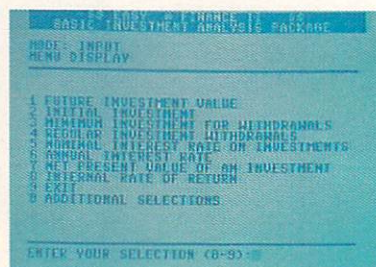 BASIC INVESTMENT ANALYSIS PACKAGE
MODE: INPUT
MENU DISPLAY
1 FUTURE INVESTMENT VALUE
2 INITIAL INVESTMENT
3 MINIMUM INVESTMENT FOR WITHDRAWALS
4 REGULAR INVESTMENT WITHDRAWALS
5 NOMINAL INTEREST RATE ON INVESTMENTS
6 ANNUAL INTEREST RATE
7 NET PRESENT VALUE OF AN INVESTMENT
8 INTERNAL RATE OF RETURN
9 EXIT
0 ADDITIONAL SELECTIONS
ENTER YOUR SELECTION (0-9):